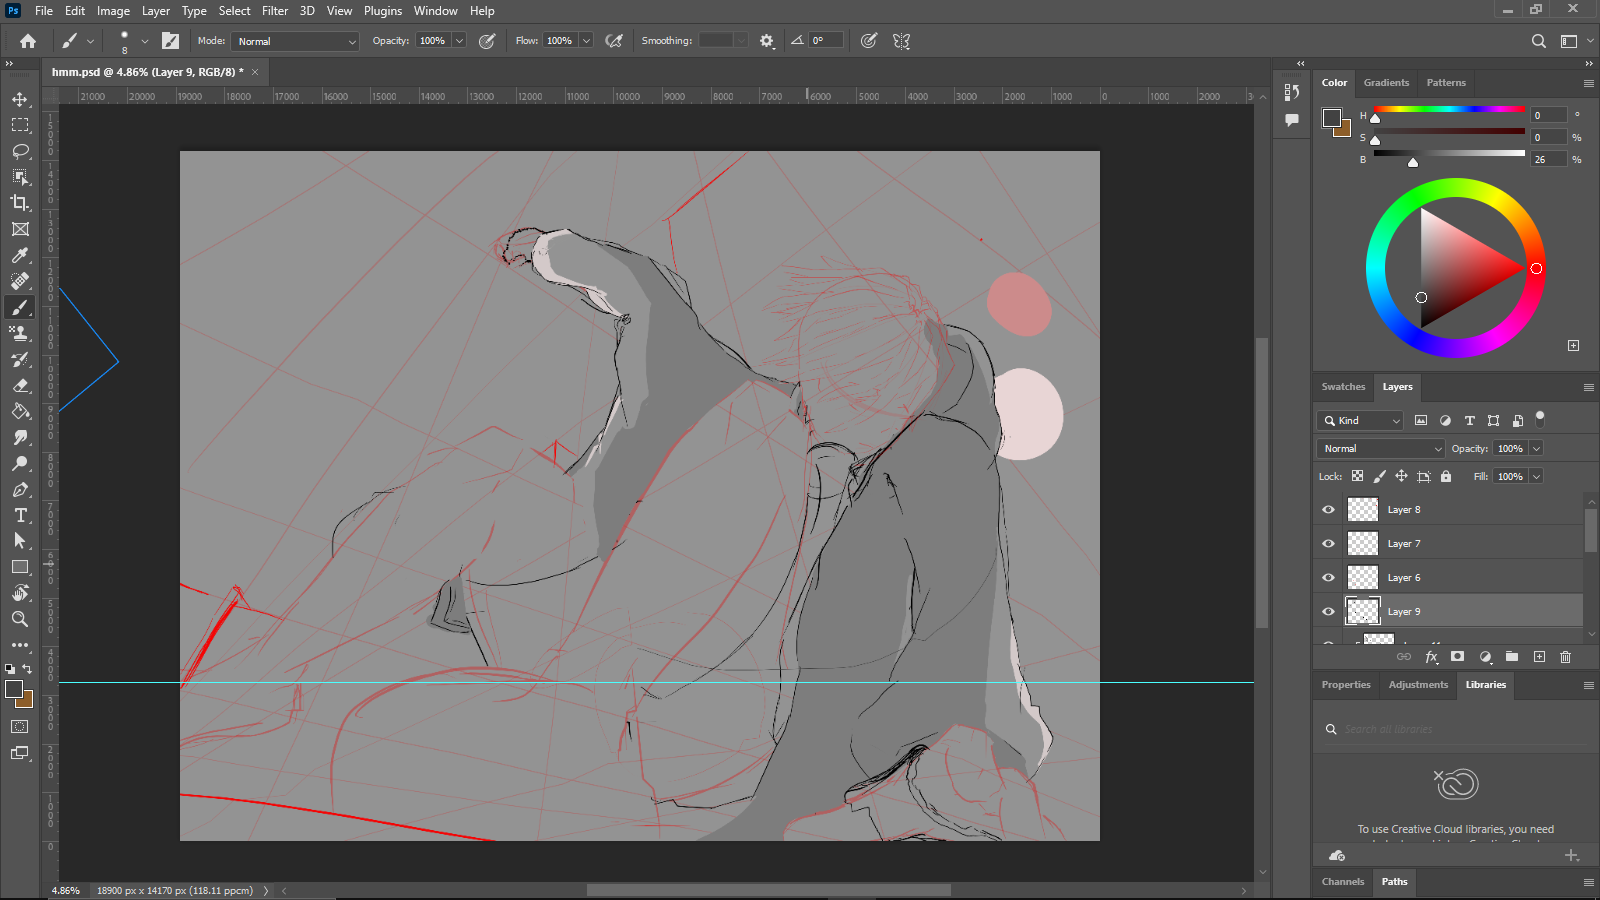 Ps File Edit Image Layer Type Select Filter 3D View Plugins Window Help
8 Mode: Normal Opacity: 100% Flow: 100% Smoothing: 0°
hmm.psd @ 4.86% (Layer 9, RGB/8) *
21000 20000 19000 18000 17000 16000 15000 14000 13000 12000 11000 10000 9000 8000 7000 6000 5000 4000 3000 2000 1000 0 1000 2000
Color Gradients Patterns
H 0 °
S 0 %
B 26 %
Swatches Layers
Kind
Normal Opacity: 100%
Lock: Fill: 100%
Layer 8
Layer 7
Layer 6
Layer 9
fx
Properties Adjustments Libraries
Search all libraries
To use Creative Cloud libraries, you need
Channels Paths
4.86% 18900 px x 14170 px (118.11 ppcm)